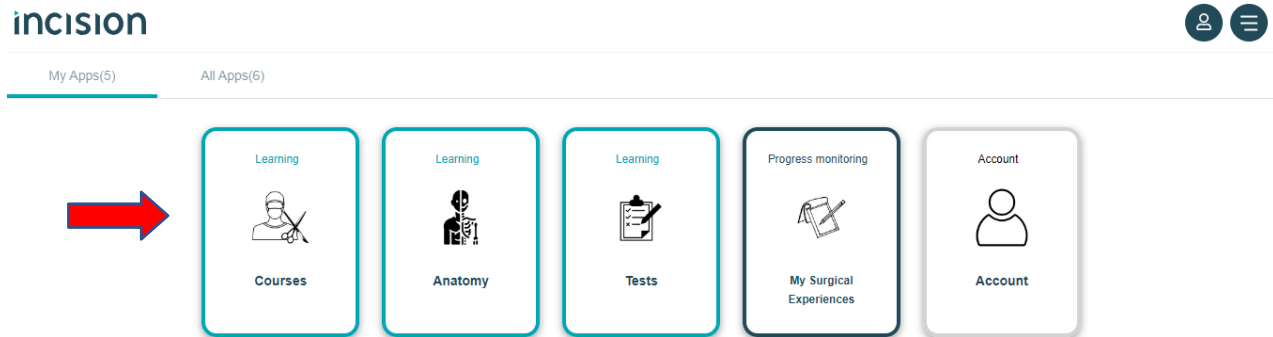 incision
My Apps(5)
All Apps(6)
Learning
Courses
Learning
Anatomy
Learning
Tests
Progress monitoring
My Surgical
Experiences
Account
Account